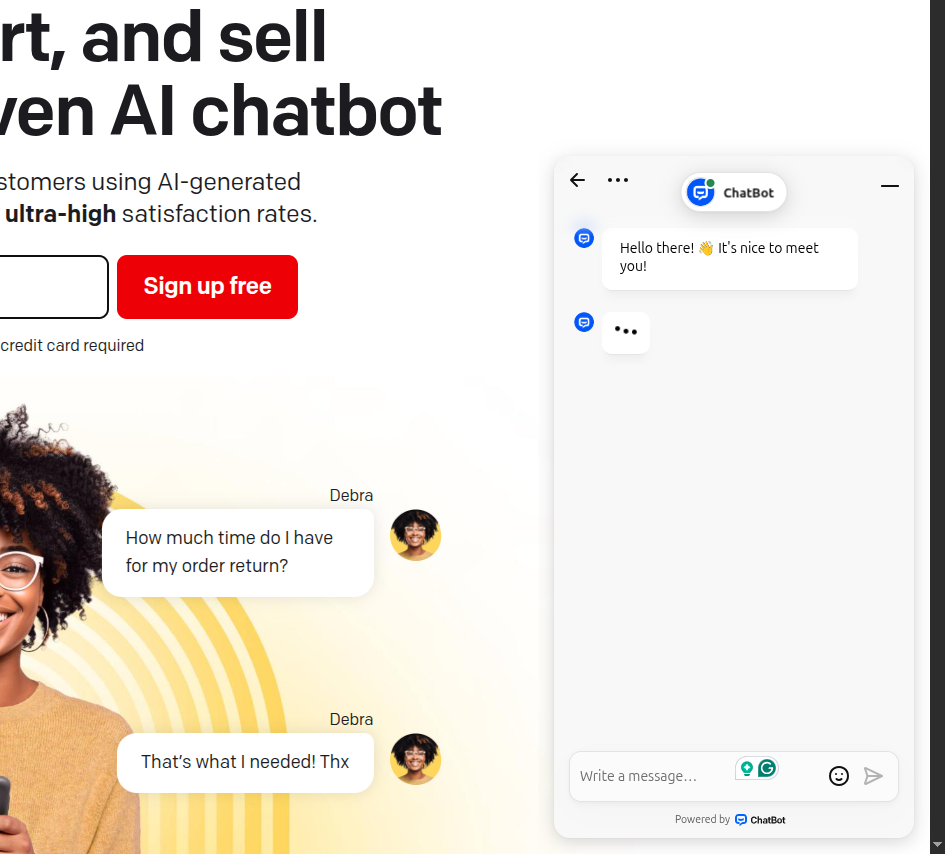 rt, and sell
ven AI chatbot
stomers using AI-generated
ultra-high satisfaction rates.
Sign up free
credit card required
Debra
How much time do I have
for my order return?
Debra
That’s what I needed! Thx
ChatBot
Hello there! 👋 It's nice to meet
you!
Write a message…
Powered by ChatBot